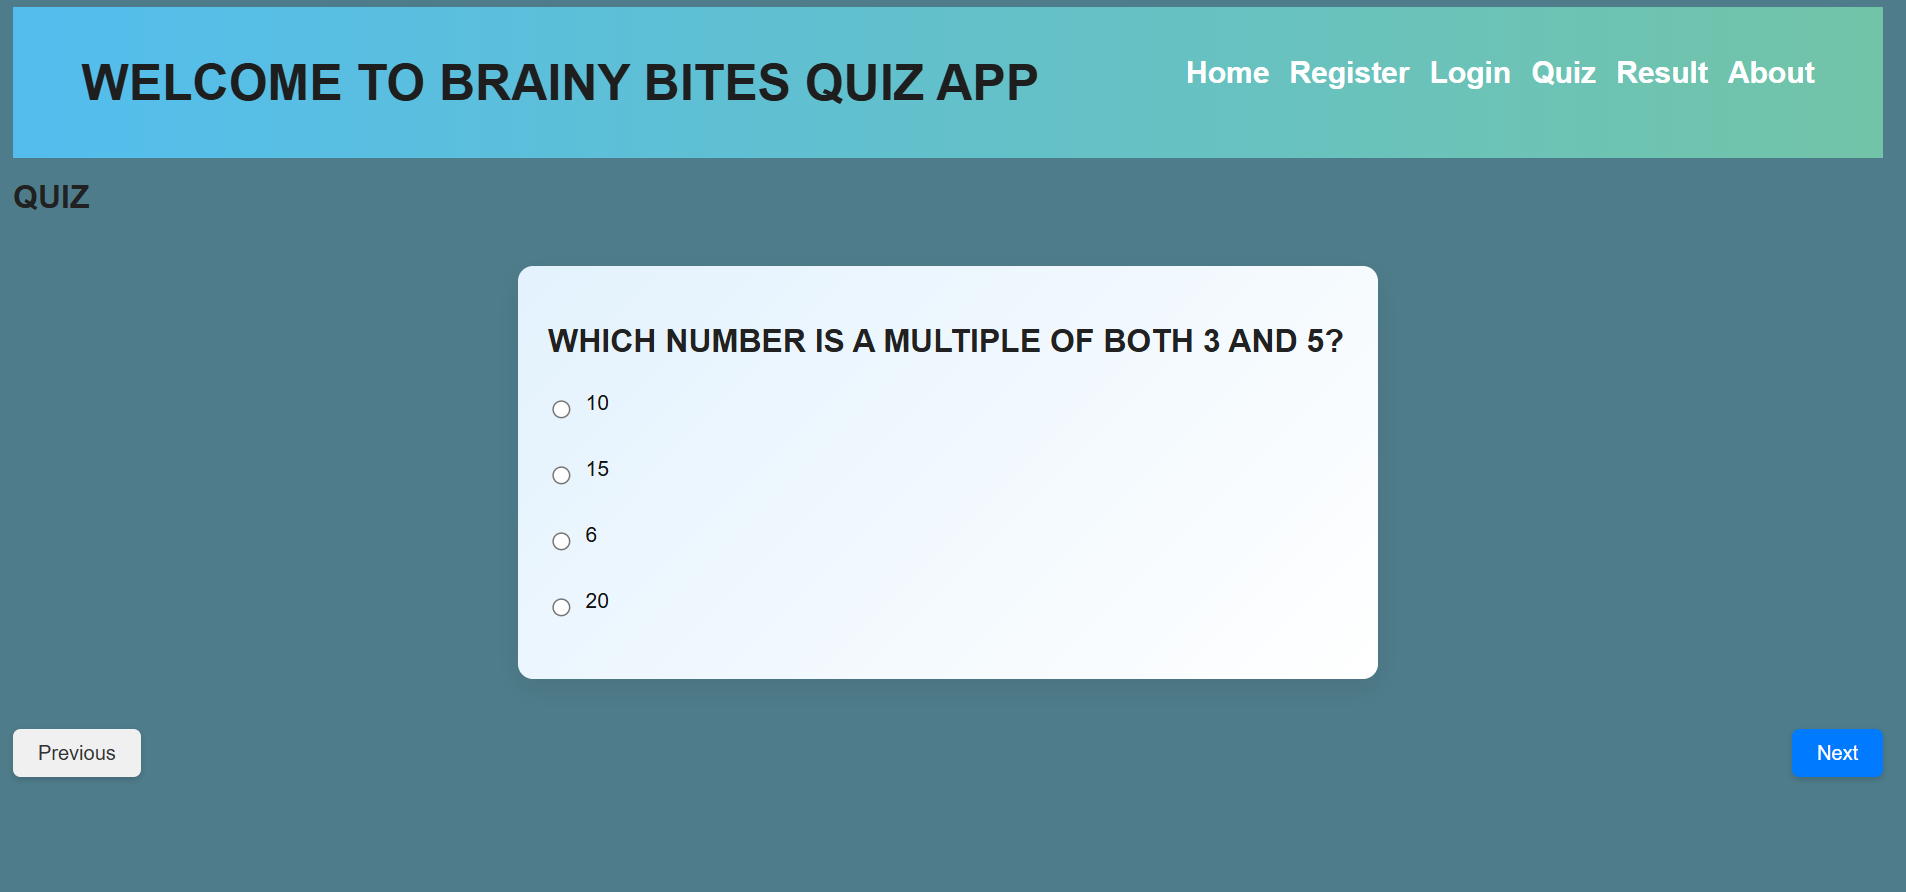 WELCOME TO BRAINY BITES QUIZ APP
Home Register Login Quiz Result About
QUIZ
WHICH NUMBER IS A MULTIPLE OF BOTH 3 AND 5?
10
15
6
20
Previous
Next